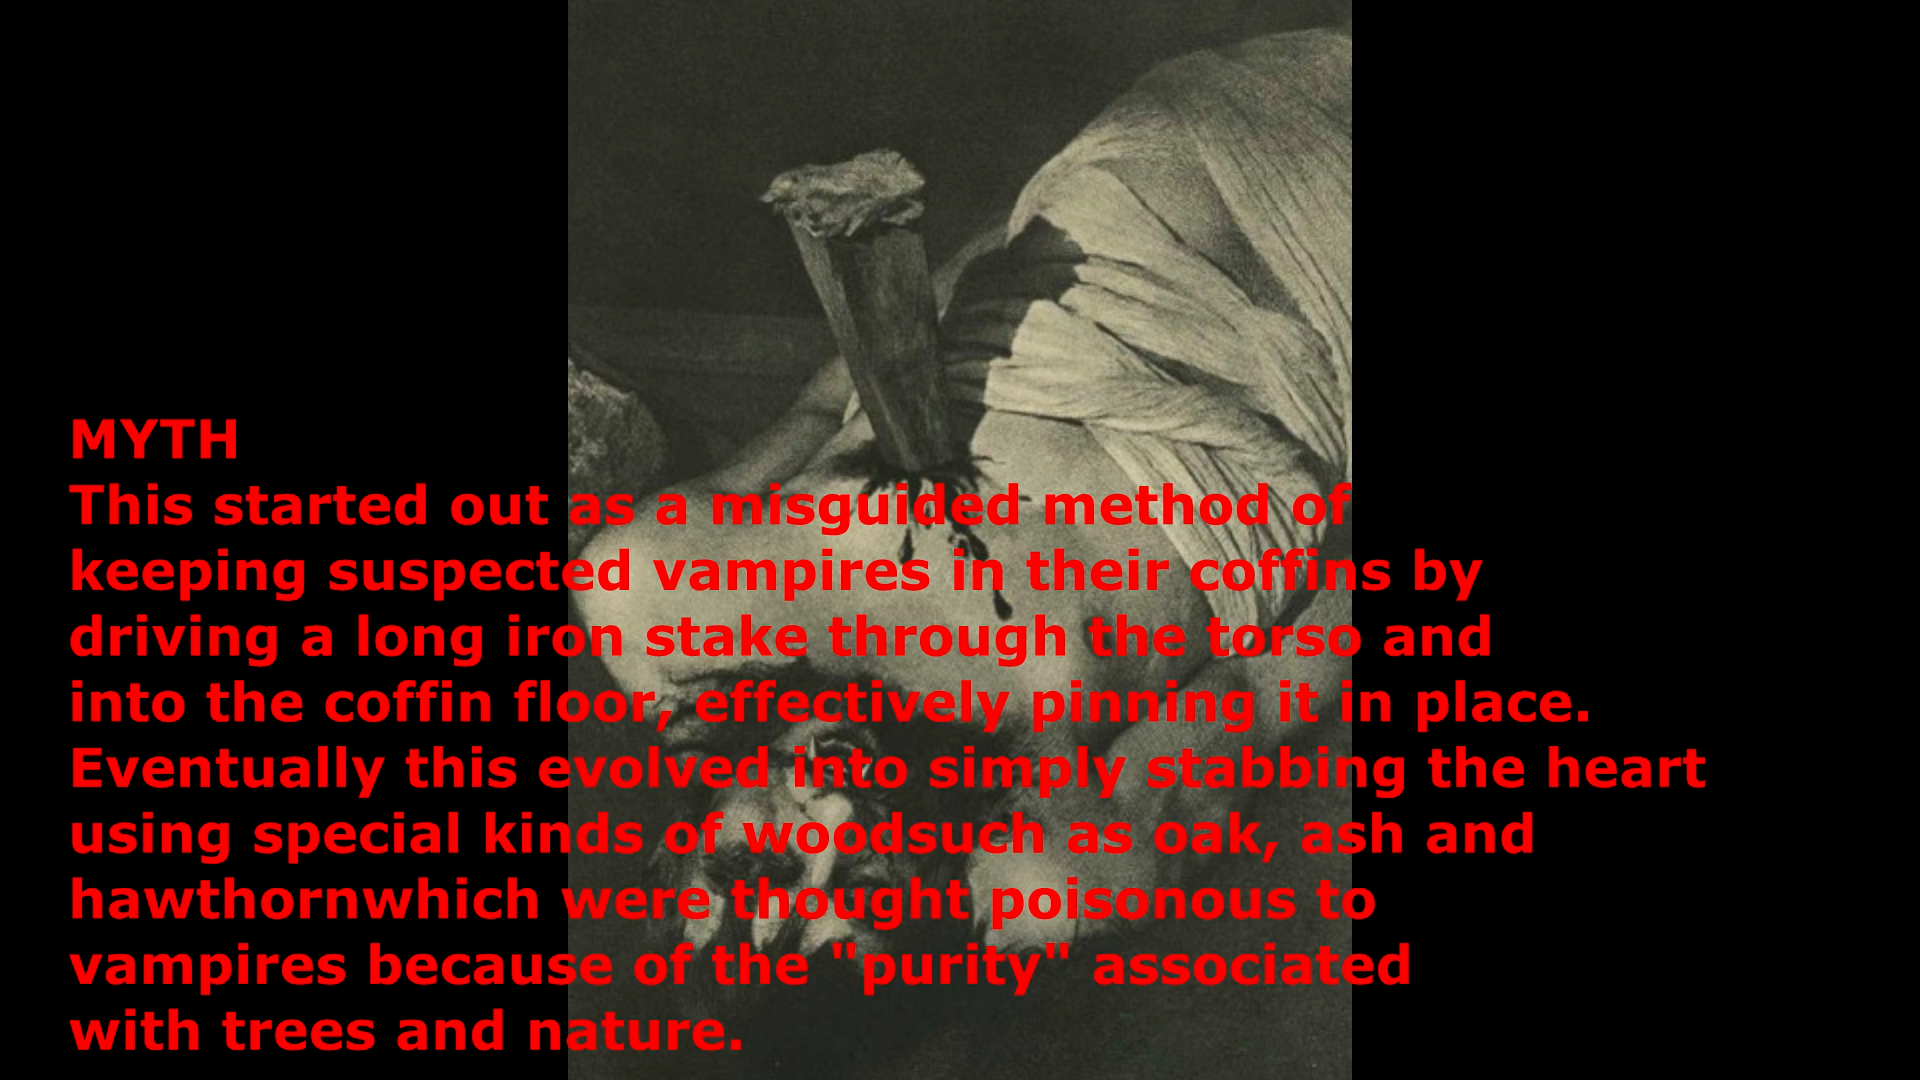 MYTH
This started out as a misguided method of
keeping suspected vampires in their coffins by
driving a long iron stake through the torso and
into the coffin floor, effectively pinning it in place.
Eventually this evolved into simply stabbing the heart
using special kinds of woodsuch as oak, ash and
hawthornwhich were thought poisonous to
vampires because of the "purity" associated
with trees and nature.